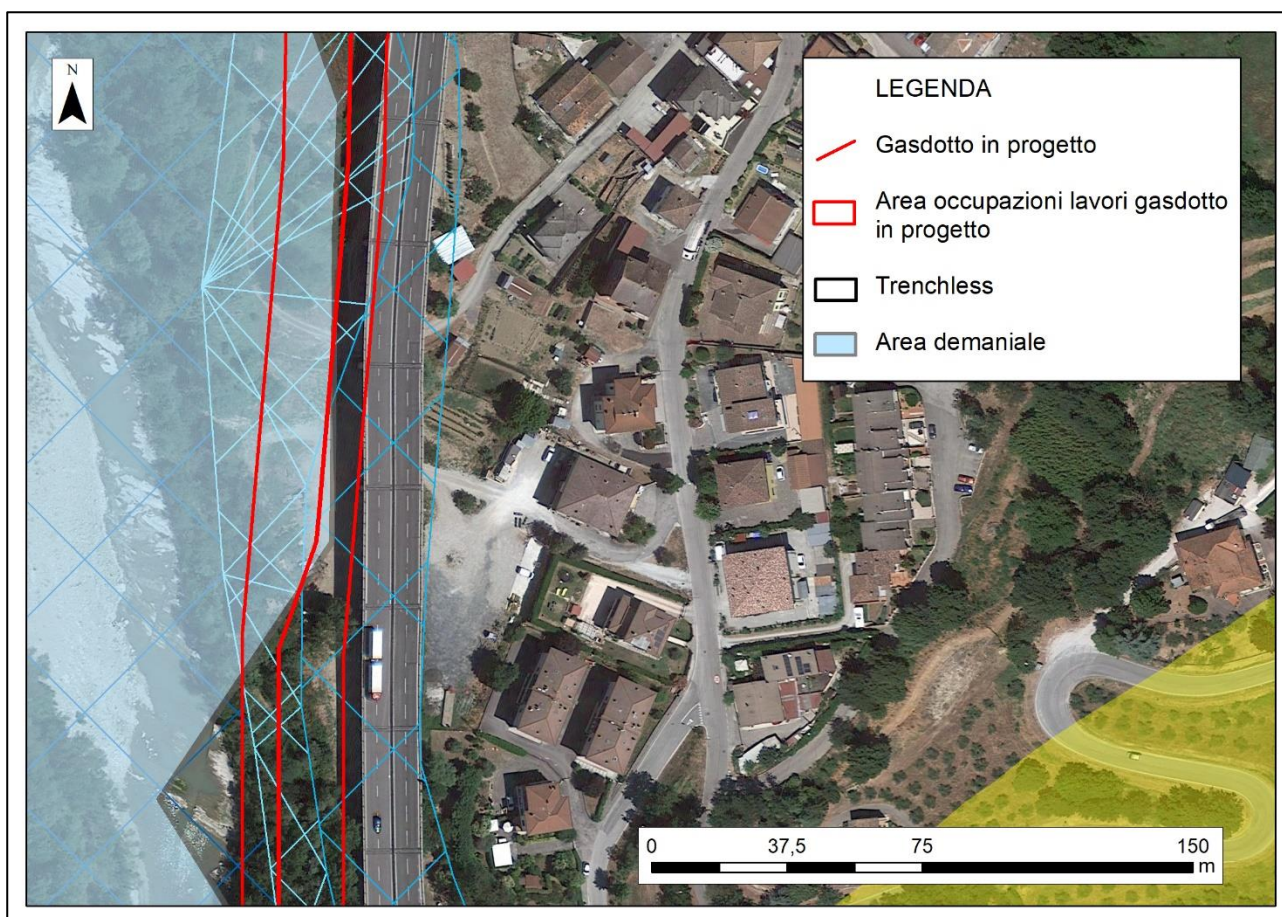 N
LEGENDA
Gasdotto in progetto
Area occupazioni lavori gasdotto
in progetto
Trenchless
Area demaniale
0 37,5 75 150
m